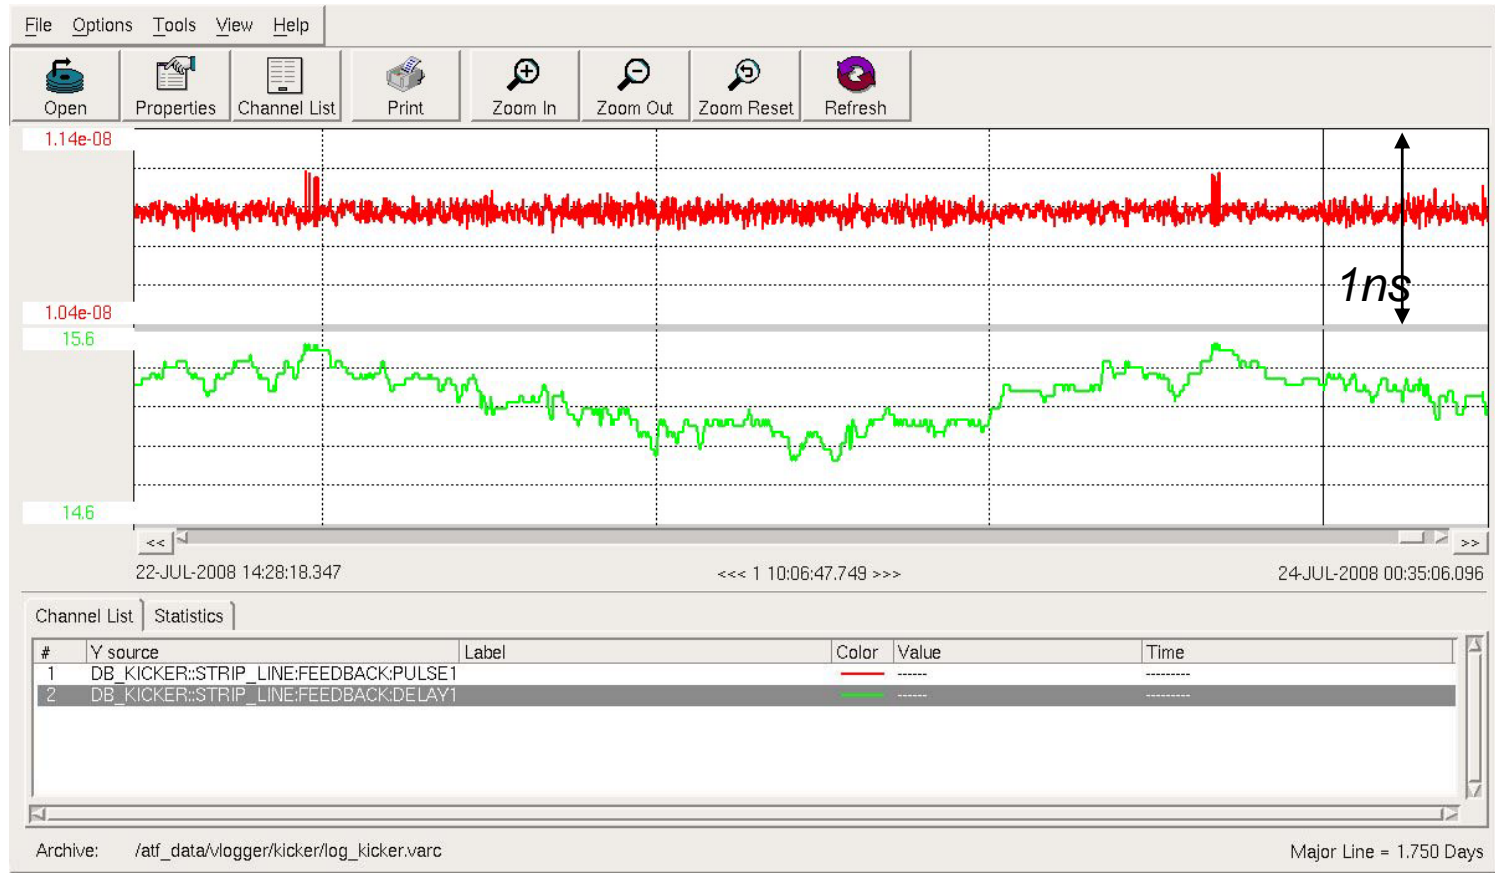 File Options Tools View Help
Open Properties Channel List Print Zoom In Zoom Out Zoom Reset Refresh
1.14e-08
1ns
1.04e-08
15.6
14.6
<< >>
22-JUL-2008 14:28:18.347 <<< 1 10:06:47.749 >>> 24-JUL-2008 00:35:06.096
Channel List Statistics
# Y source Label Color Value Time
1 DB_KICKER::STRIP_LINE:FEEDBACK:PULSE1 ------ ---------
2 DB_KICKER::STRIP_LINE:FEEDBACK:DELAY1 ------ ---------
Archive: /atf_data/vlogger/kicker/log_kicker.varc Major Line = 1.750 Days